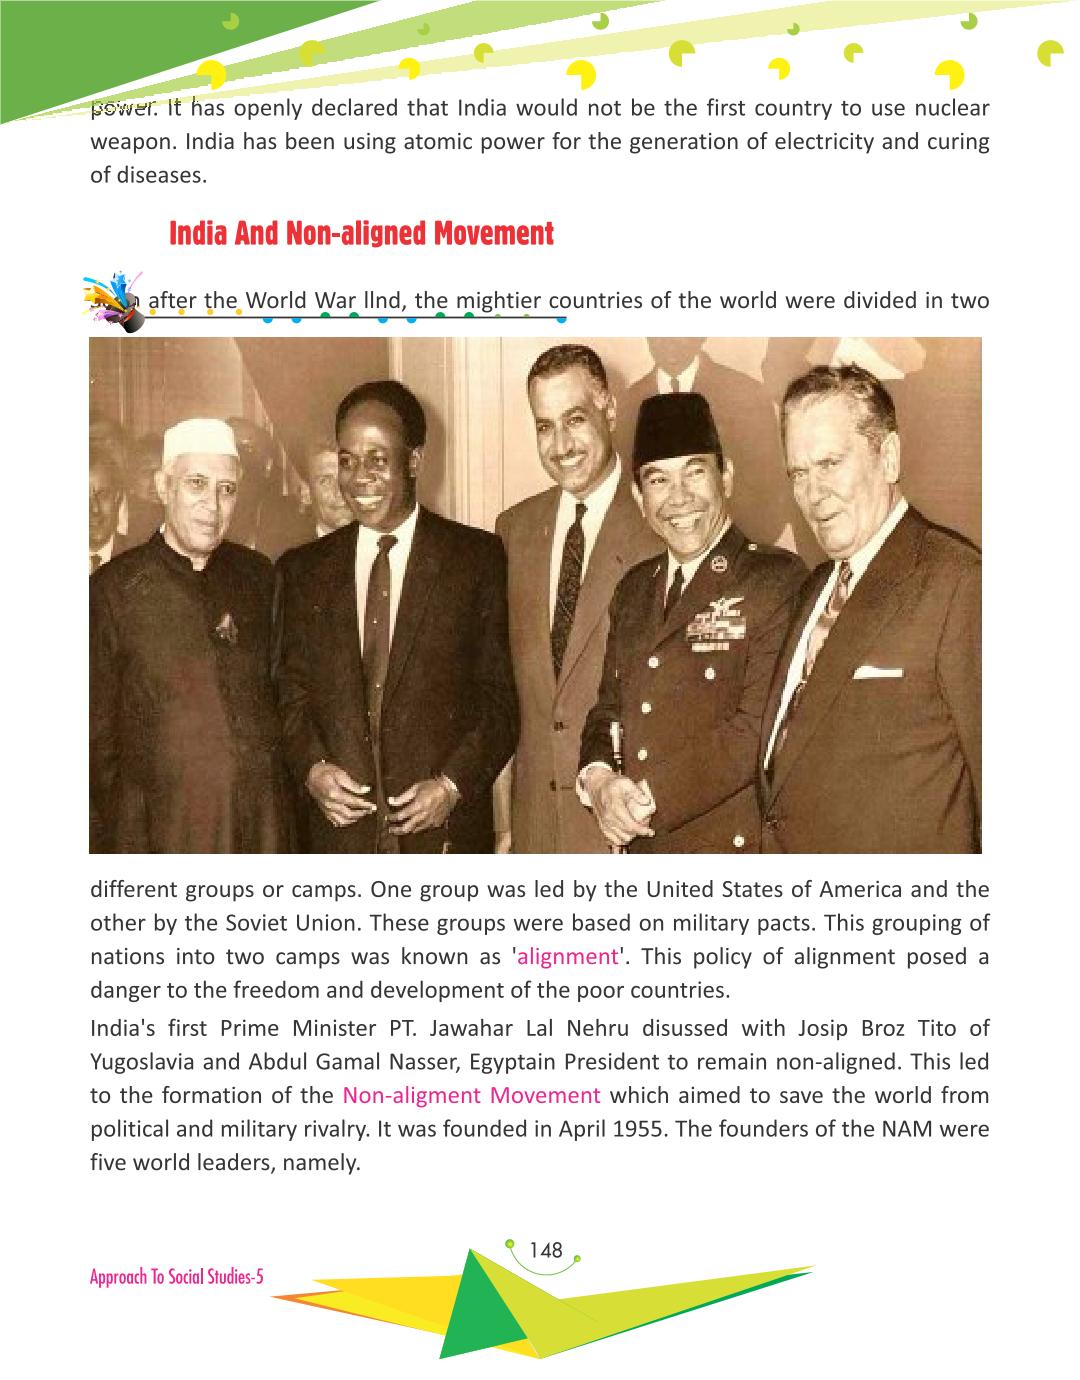 power. It has openly declared that India would not be the first country to use nuclear
weapon. India has been using atomic power for the generation of electricity and curing
of diseases.
India And Non-aligned Movement
after the World War llnd, the mightier countries of the world were divided in two
different groups or camps. One group was led by the United States of America and the
other by the Soviet Union. These groups were based on military pacts. This grouping of
nations into two camps was known as 'alignment'. This policy of alignment posed a
danger to the freedom and development of the poor countries.
India's first Prime Minister PT. Jawahar Lal Nehru disussed with Josip Broz Tito of
Yugoslavia and Abdul Gamal Nasser, Egyptain President to remain non-aligned. This led
to the formation of the Non-aligment Movement which aimed to save the world from
political and military rivalry. It was founded in April 1955. The founders of the NAM were
five world leaders, namely.
148
Approach To Social Studies-5